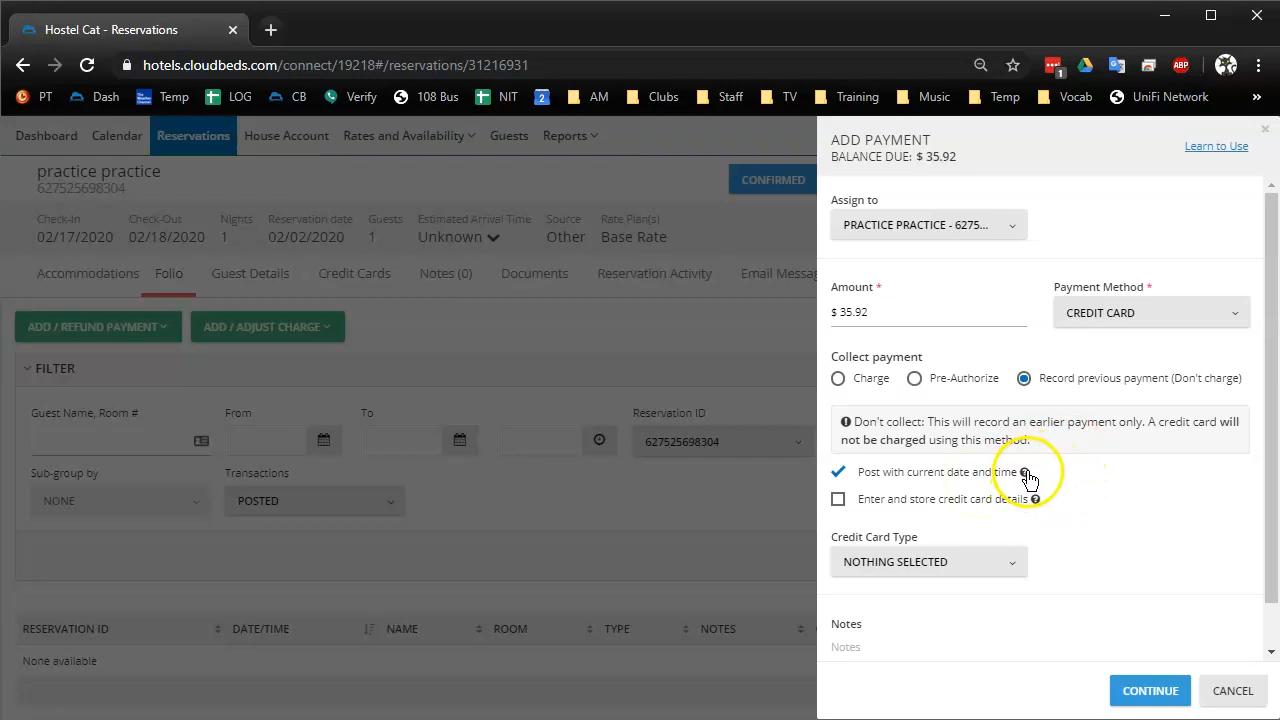 Hostel Cat - Reservations
hotels.cloudbeds.com/connect/19218#/reservations/31216931
1
ABP
PT Dash Temp LOG CB Verify 108 Bus NIT 2 AM Clubs Staff TV Training Music Temp Vocab UniFi Network »
Dashboard Calendar Reservations House Account Rates and Availability Guests Reports
practice practice
627525698304
CONFIRMED
Check-In Check-Out Nights Reservation date Guests Estimated Arrival Time Source Rate Plan(s)
02/17/2020 02/18/2020 1 02/02/2020 1 Unknown Other Base Rate
Accommodations Folio Guest Details Credit Cards Notes (0) Documents Reservation Activity Email Messag
ADD / REFUND PAYMENT ADD / ADJUST CHARGE
FILTER
Guest Name, Room # From To Reservation ID
627525698304
Sub-group by Transactions
NONE POSTED
RESERVATION ID DATE/TIME NAME ROOM TYPE NOTES
None available
ADD PAYMENT
BALANCE DUE: $ 35.92
Learn to Use
Assign to
PRACTICE PRACTICE - 6275...
Amount * Payment Method *
$ 35.92 CREDIT CARD
Collect payment
Charge Pre-Authorize Record previous payment (Don't charge)
Don't collect: This will record an earlier payment only. A credit card will
not be charged using this method.
Post with current date and time
Enter and store credit card details
Credit Card Type
NOTHING SELECTED
Notes
Notes
CONTINUE CANCEL